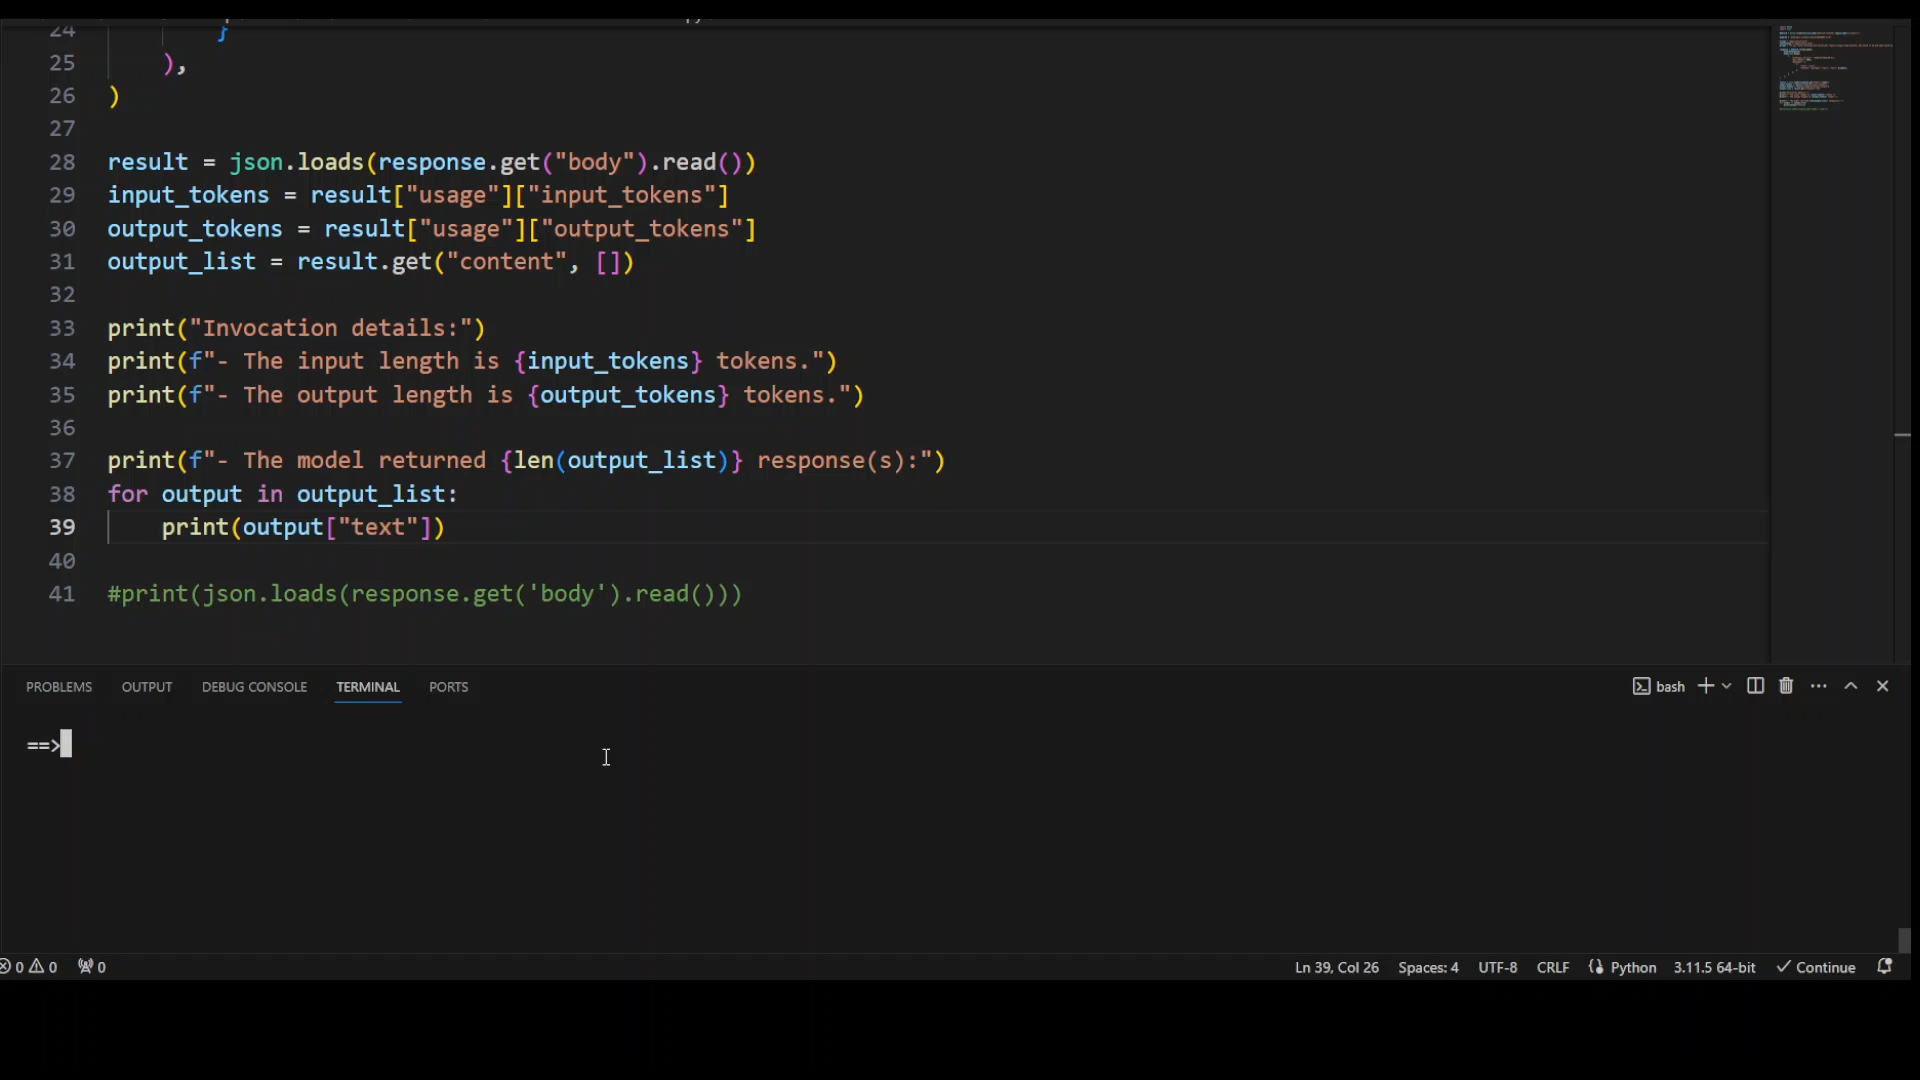 24 }
25 ),
26 )
27
28 result = json.loads(response.get("body").read())
29 input_tokens = result["usage"]["input_tokens"]
30 output_tokens = result["usage"]["output_tokens"]
31 output_list = result.get("content", [])
32
33 print("Invocation details:")
34 print(f"- The input length is {input_tokens} tokens.")
35 print(f"- The output length is {output_tokens} tokens.")
36
37 print(f"- The model returned {len(output_list)} response(s):")
38 for output in output_list:
39 print(output["text"])
40
41 #print(json.loads(response.get('body').read()))
PROBLEMS OUTPUT DEBUG CONSOLE TERMINAL PORTS bash
==>
0 0 0 Ln 39, Col 26 Spaces: 4 UTF-8 CRLF Python 3.11.5 64-bit Continue